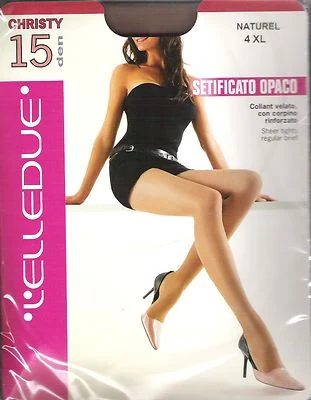 CHRISTY
15
den
NATUREL
4 XL
SETIFICATO OPACO
Collant velato,
con corpino
rinforzato
Sheer tights
regular brief
L'ELLEDUE